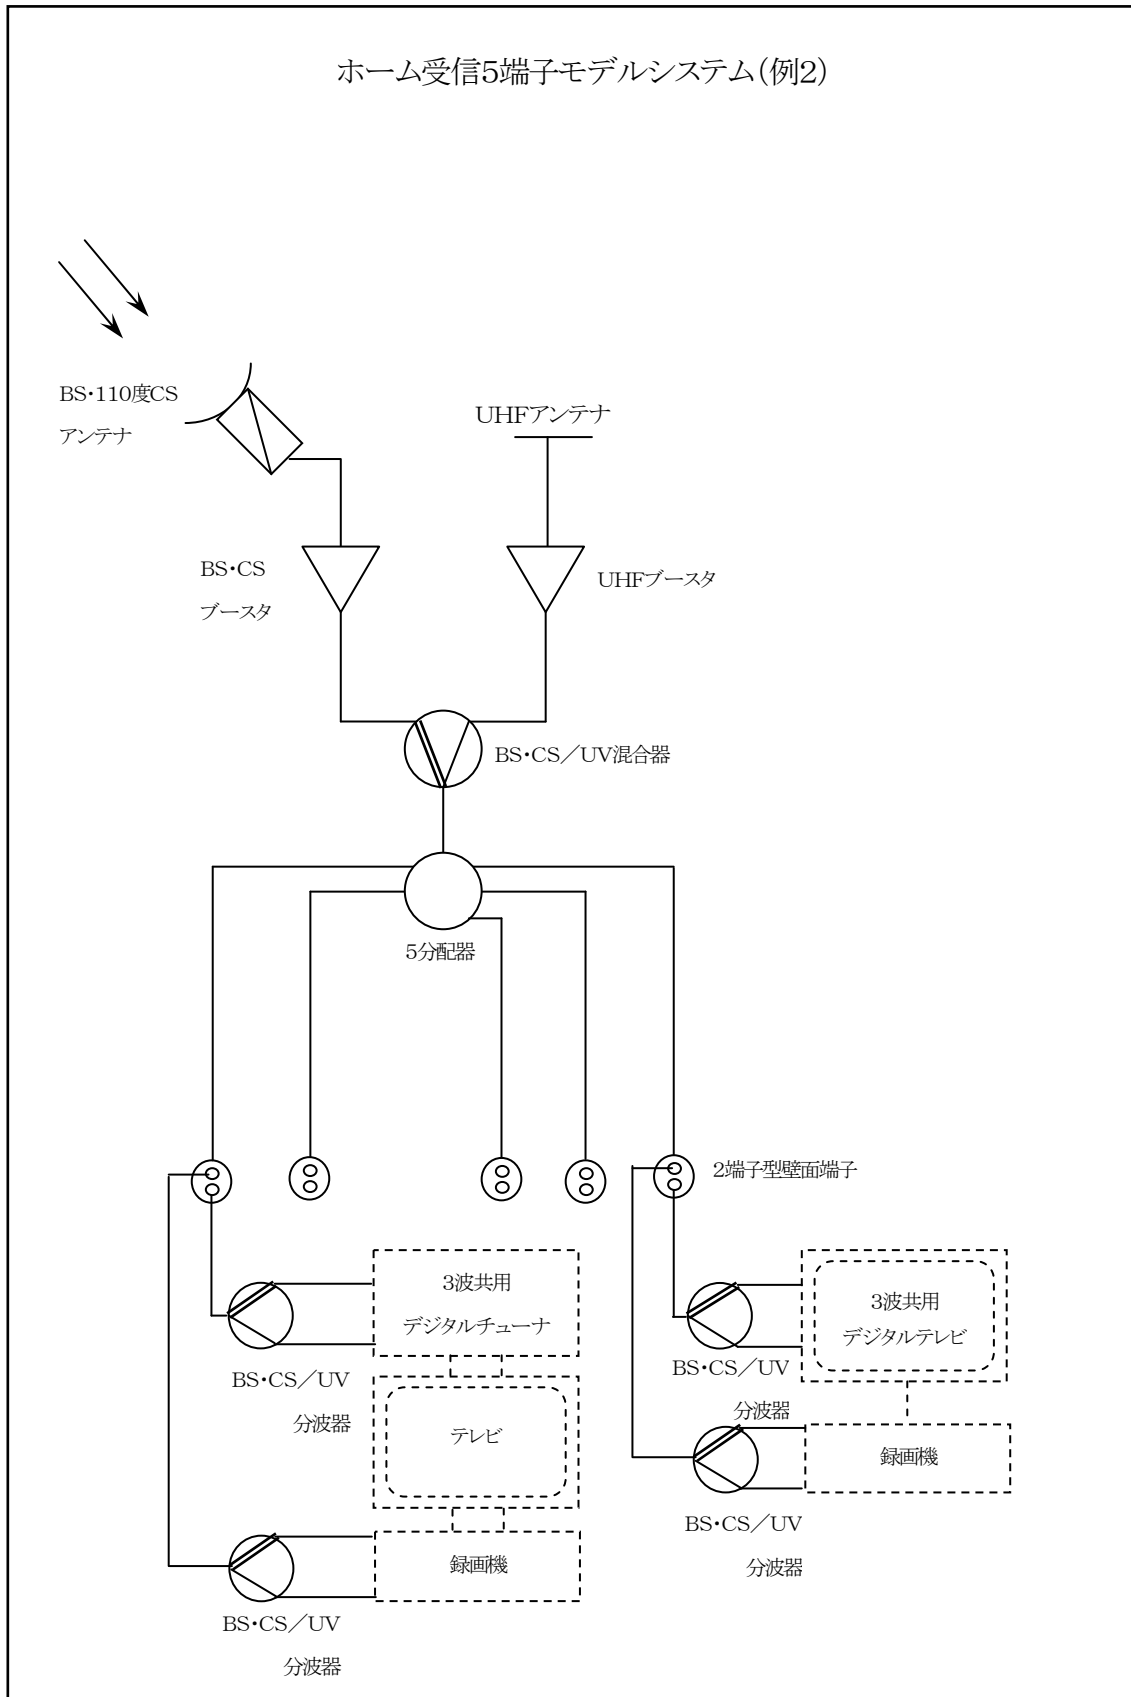 ホーム受信5端子モデルシステム(例2)
BS・110度CS
アンテナ
UHFアンテナ
BS・CS
ブースタ
UHFブースタ
BS・CS／UV混合器
5分配器
2端子型壁面端子
3波共用
デジタルチューナ
BS・CS／UV
分波器
テレビ
録画機
BS・CS／UV
分波器
3波共用
デジタルテレビ
BS・CS／UV
分波器
録画機
BS・CS／UV
分波器